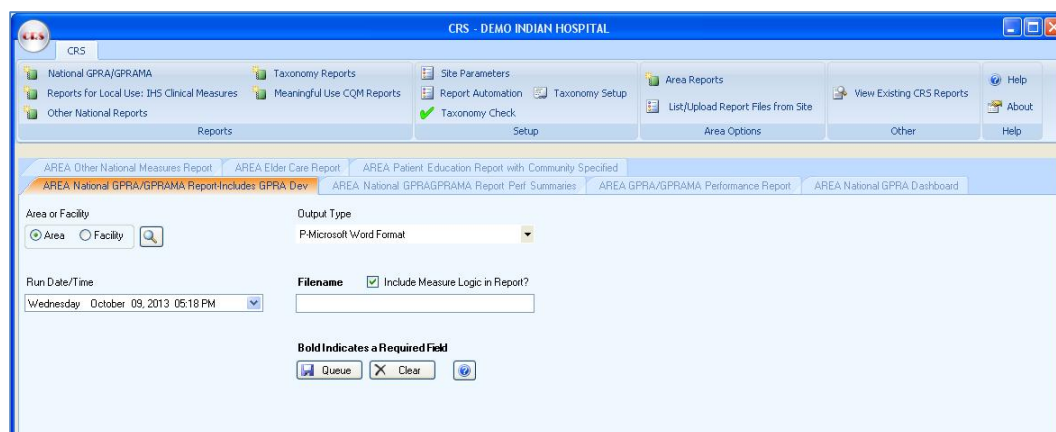 CRS - DEMO INDIAN HOSPITAL
CRS
CRS
National GPRA/GPRAMA
Reports for Local Use: IHS Clinical Measures
Other National Reports
Taxonomy Reports
Meaningful Use CQM Reports
Reports
Site Parameters
Report Automation
Taxonomy Setup
Taxonomy Check
Setup
Area Reports
List/Upload Report Files from Site
Area Options
View Existing CRS Reports
Other
Help
About
Help
AREA Other National Measures Report
AREA Elder Care Report
AREA Patient Education Report with Community Specified
AREA National GPRA/GPRAMA Report-Includes GPRA Dev
AREA National GPRAGPRAMA Report Perf Summaries
AREA GPRA/GPRAMA Performance Report
AREA National GPRA Dashboard
Area or Facility
Area
Facility
Output Type
P-Microsoft Word Format
Run Date/Time
Wednesday October 09, 2013 05:18 PM
Filename
Include Measure Logic in Report?
Bold Indicates a Required Field
Queue
Clear